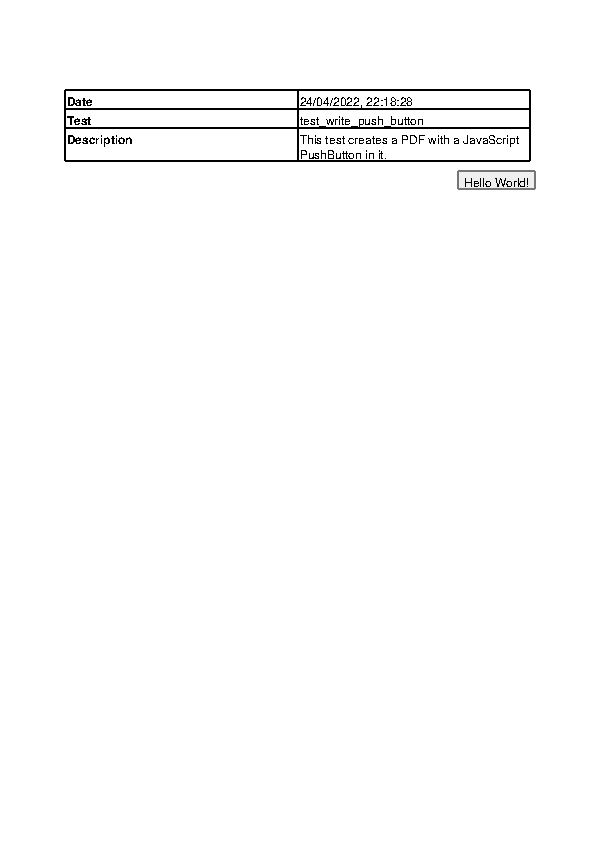 Date 24/04/2022, 22:18:28
Test test_write_push_button
Description This test creates a PDF with a JavaScript
PushButton in it.
Hello World!